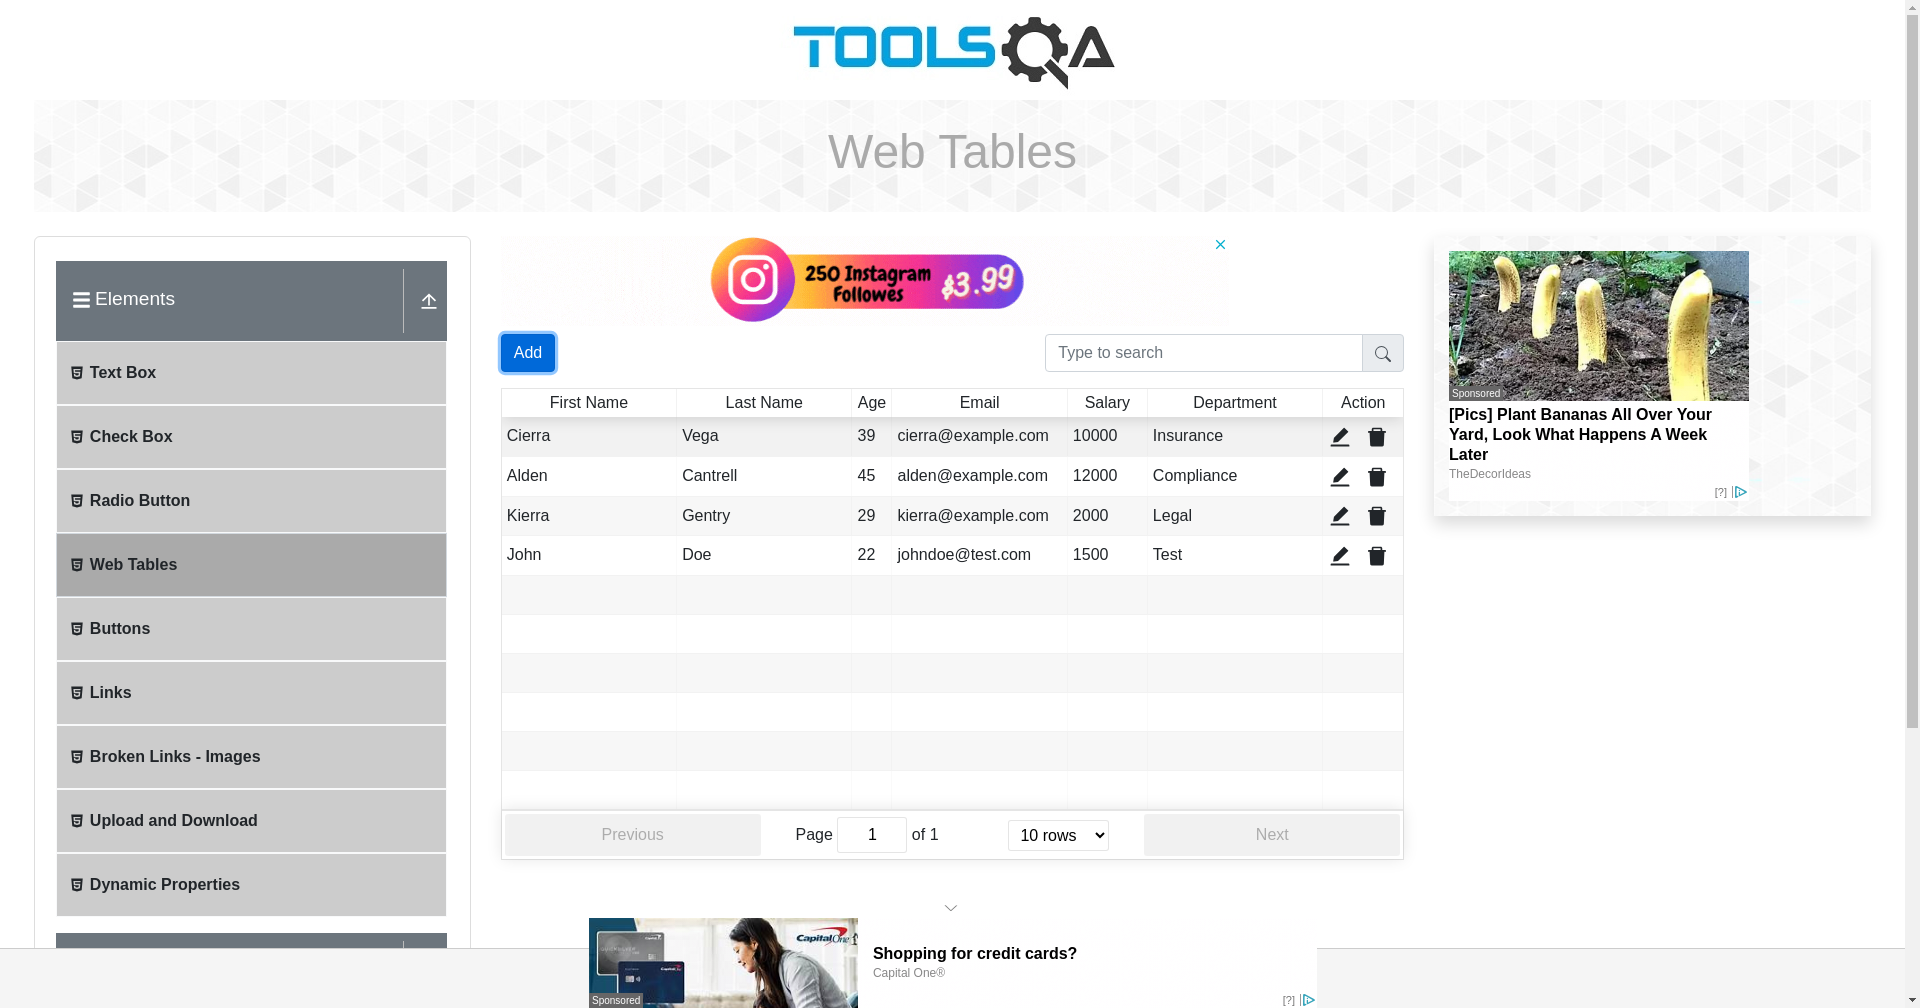 TOOLSQA
Web Tables
Elements
Text Box
Check Box
Radio Button
Web Tables
Buttons
Links
Broken Links - Images
Upload and Download
Dynamic Properties
250 Instagram
Followes
$3.99
Add
Type to search
First Name Last Name Age Email Salary Department Action
Cierra Vega 39 cierra@example.com 10000 Insurance
Alden Cantrell 45 alden@example.com 12000 Compliance
Kierra Gentry 29 kierra@example.com 2000 Legal
John Doe 22 johndoe@test.com 1500 Test
Previous Page 1 of 1 10 rows Next
Sponsored
[Pics] Plant Bananas All Over Your
Yard, Look What Happens A Week
Later
TheDecorIdeas
[?]
Capital One
Sponsored
Shopping for credit cards?
Capital One®
[?]